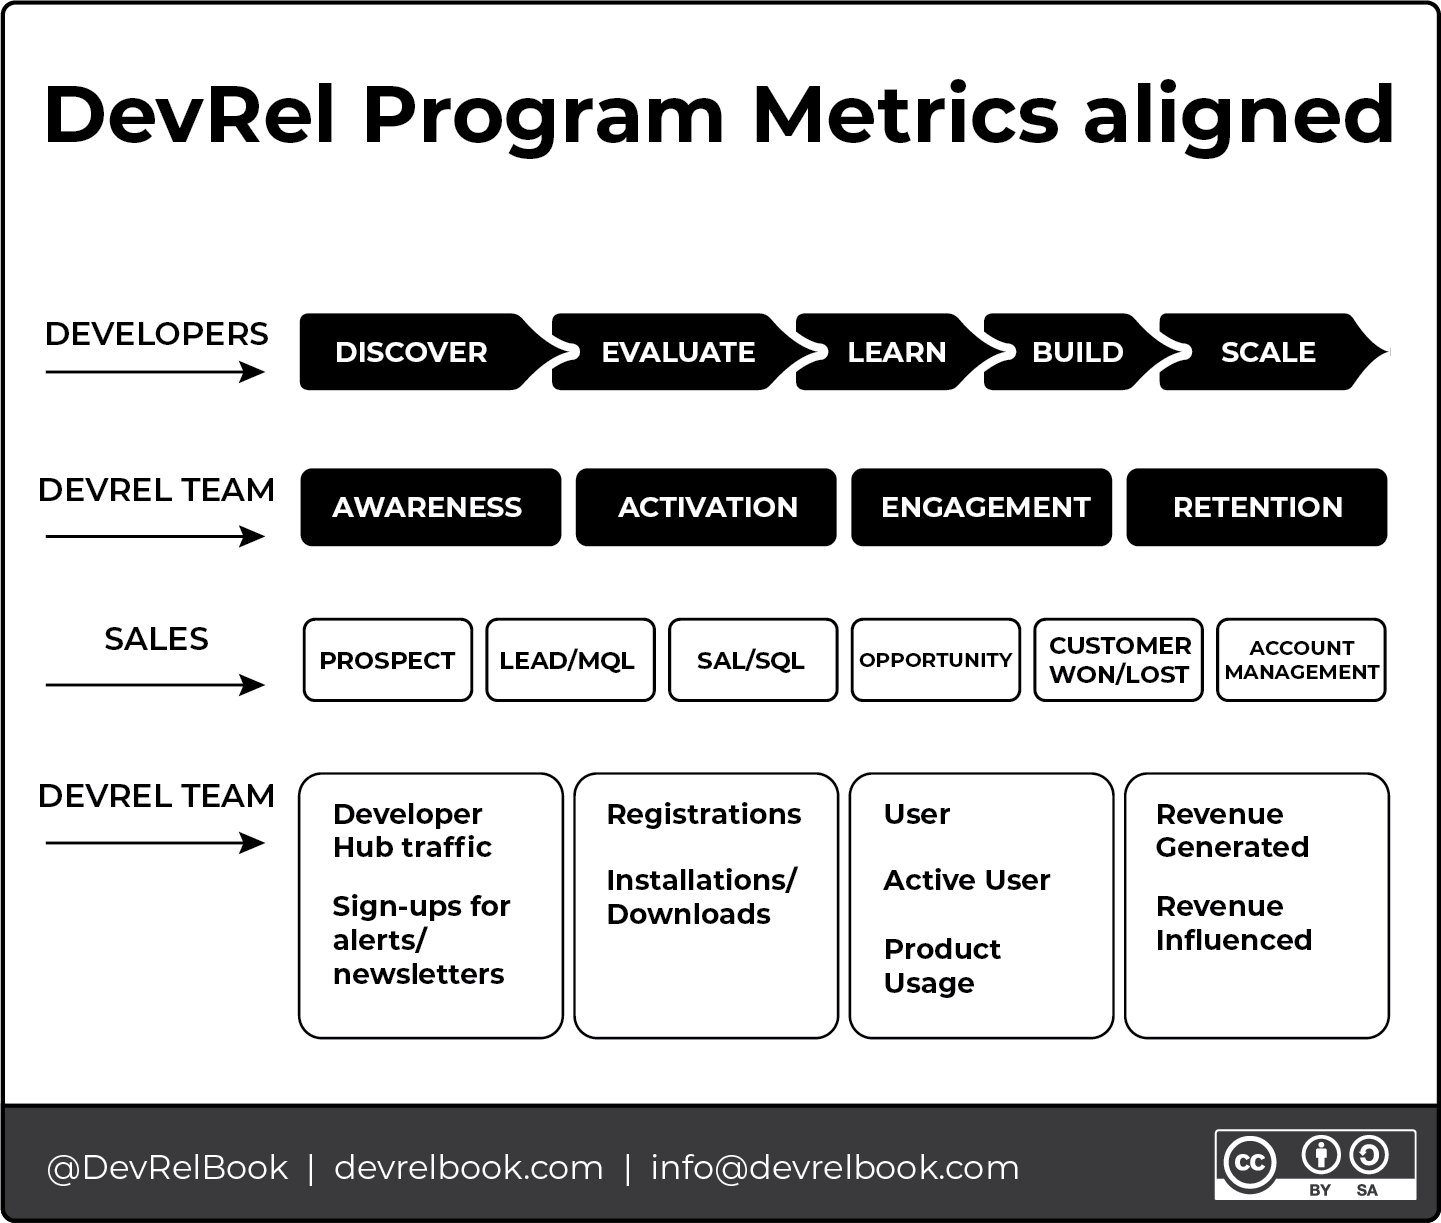 DevRel Program Metrics aligned
DEVELOPERS
DISCOVER
EVALUATE
LEARN
BUILD
SCALE
DEVREL TEAM
AWARENESS
ACTIVATION
ENGAGEMENT
RETENTION
SALES
PROSPECT
LEAD/MQL
SAL/SQL
OPPORTUNITY
CUSTOMER
WON/LOST
ACCOUNT
MANAGEMENT
DEVREL TEAM
Developer
Hub traffic
Sign-ups for
alerts/
newsletters
Registrations
Installations/
Downloads
User
Active User
Product
Usage
Revenue
Generated
Revenue
Influenced
@DevRelBook | devrelbook.com | info@devrelbook.com
cc
BY SA